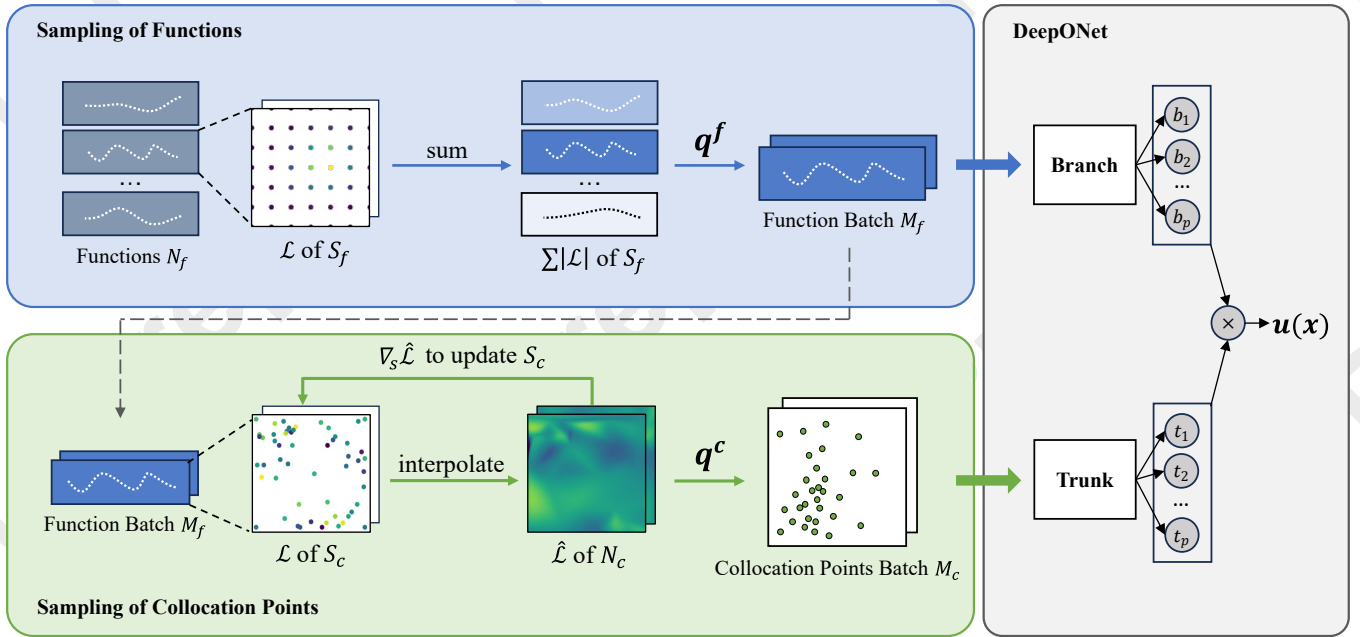 Sampling of Functions
...
Functions N_f
ℒ of S_f
sum
...
∑|ℒ| of S_f
q^f
Function Batch M_f
Sampling of Collocation Points
Function Batch M_f
ℒ of S_c
∇_s ℒ̂ to update S_c
interpolate
ℒ̂ of N_c
q^c
Collocation Points Batch M_c
DeepONet
Branch
b_1
b_2
...
b_p
×
u(x)
Trunk
t_1
t_2
...
t_p